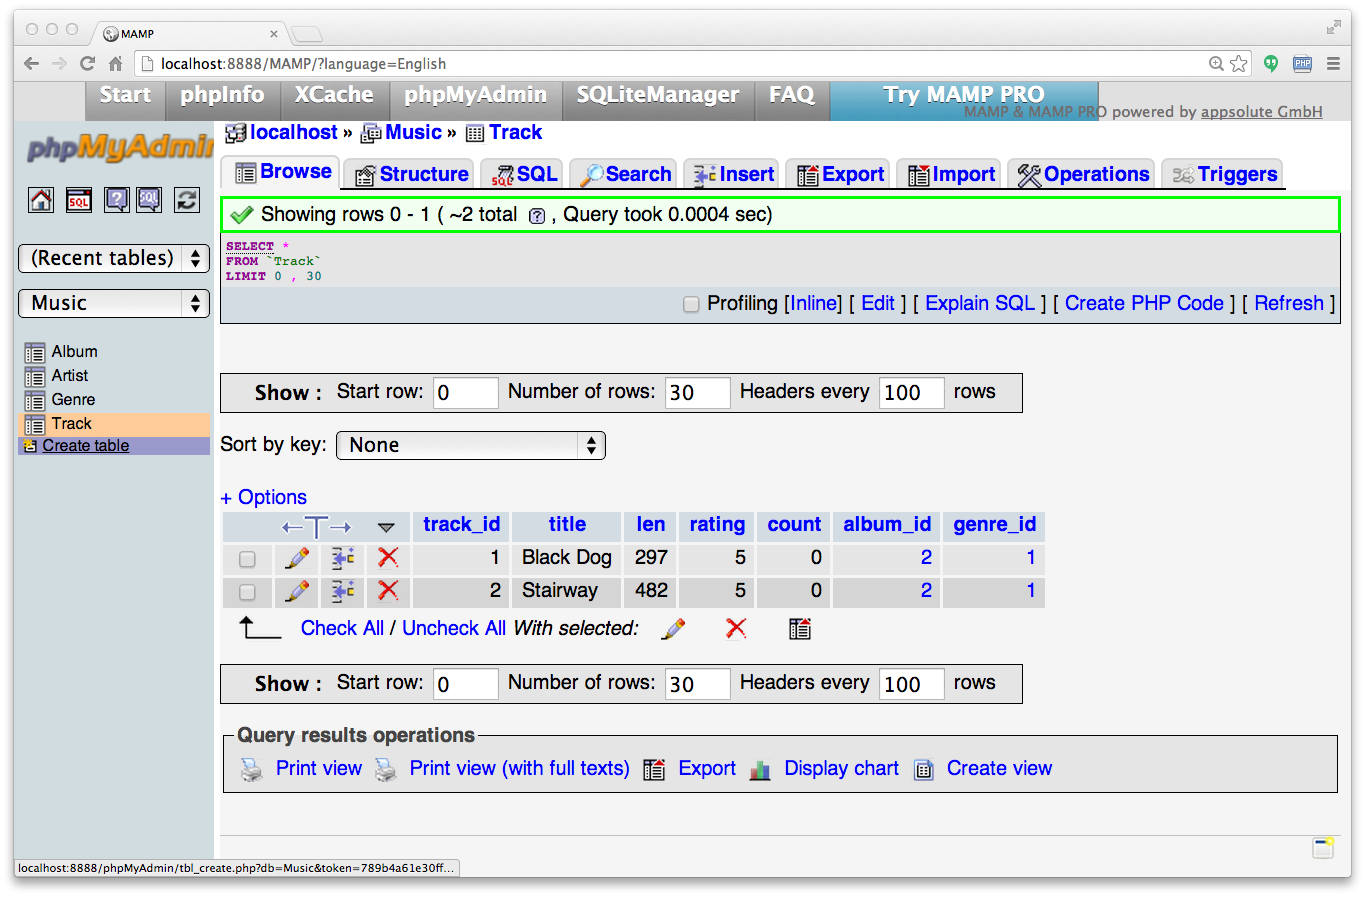 MAMP
localhost:8888/MAMP/?language=English
PHP
Start phpInfo XCache phpMyAdmin SQLiteManager FAQ Try MAMP PRO
MAMP & MAMP PRO powered by appsolute GmbH
phpMyAdmin
localhost » Music » Track
Browse Structure SQL Search Insert Export Import Operations Triggers
SQL ? SQL
Showing rows 0 - 1 ( ~2 total ? , Query took 0.0004 sec)
(Recent tables)
SELECT *
FROM `Track`
LIMIT 0 , 30
Music
Profiling [Inline] [ Edit ] [ Explain SQL ] [ Create PHP Code ] [ Refresh ]
Album
Artist
Genre
Track
Create table
Show : Start row: 0 Number of rows: 30 Headers every 100 rows
Sort by key: None
+ Options
←T→ track_id title len rating count album_id genre_id
1 Black Dog 297 5 0 2 1
2 Stairway 482 5 0 2 1
Check All / Uncheck All With selected:
Show : Start row: 0 Number of rows: 30 Headers every 100 rows
Query results operations
Print view Print view (with full texts) Export Display chart Create view
localhost:8888/phpMyAdmin/tbl_create.php?db=Music&token=789b4a61e30ff...